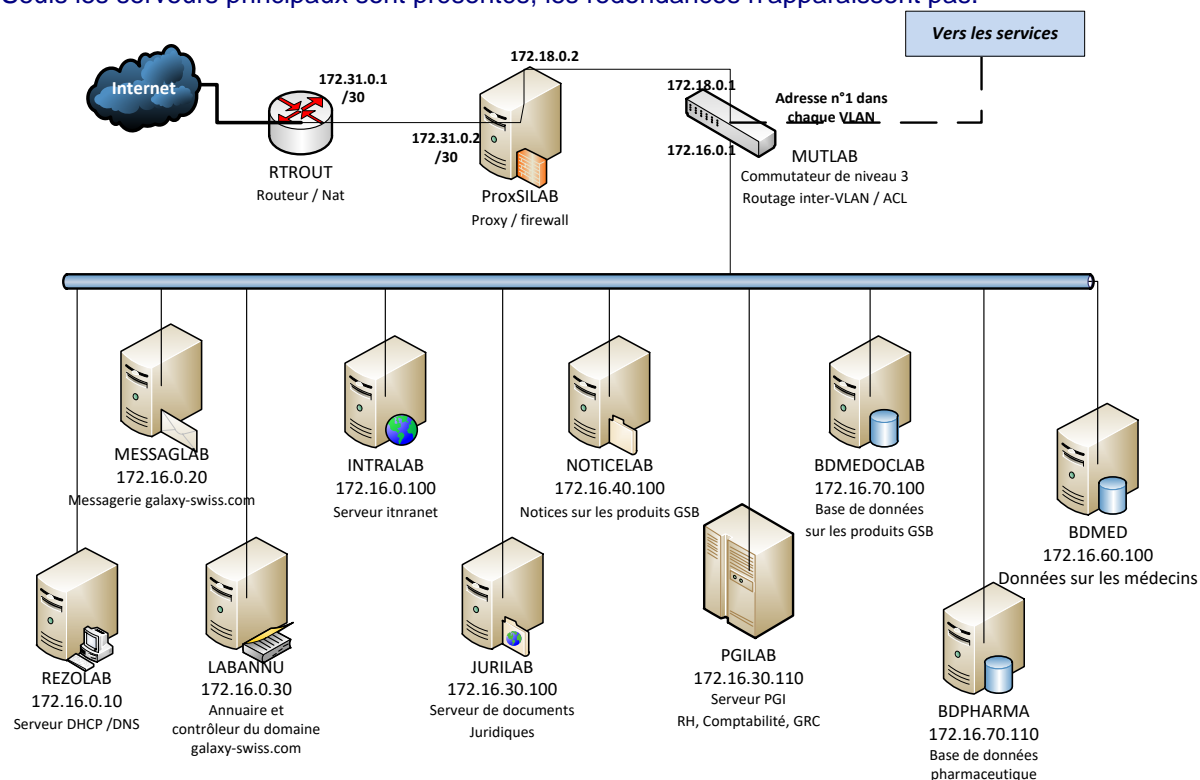 Seuls les serveurs principaux sont présentés, les redondances n'apparaissent pas.
Vers les services
Internet
172.31.0.1
/30
172.18.0.2
172.18.0.1
Adresse n°1 dans
chaque VLAN
172.31.0.2
/30
172.16.0.1
RTROUT
Routeur / Nat
ProxSILAB
Proxy / firewall
MUTLAB
Commutateur de niveau 3
Routage inter-VLAN / ACL
MESSAGLAB
172.16.0.20
Messagerie galaxy-swiss.com
INTRALAB
172.16.0.100
Serveur itnranet
NOTICELAB
172.16.40.100
Notices sur les produits GSB
BDMEDOCLAB
172.16.70.100
Base de données
sur les produits GSB
BDMED
172.16.60.100
Données sur les médecins
REZOLAB
172.16.0.10
Serveur DHCP /DNS
LABANNU
172.16.0.30
Annuaire et
contrôleur du domaine
galaxy-swiss.com
JURILAB
172.16.30.100
Serveur de documents
Juridiques
PGILAB
172.16.30.110
Serveur PGI
RH, Comptabilité, GRC
BDPHARMA
172.16.70.110
Base de données
pharmaceutique